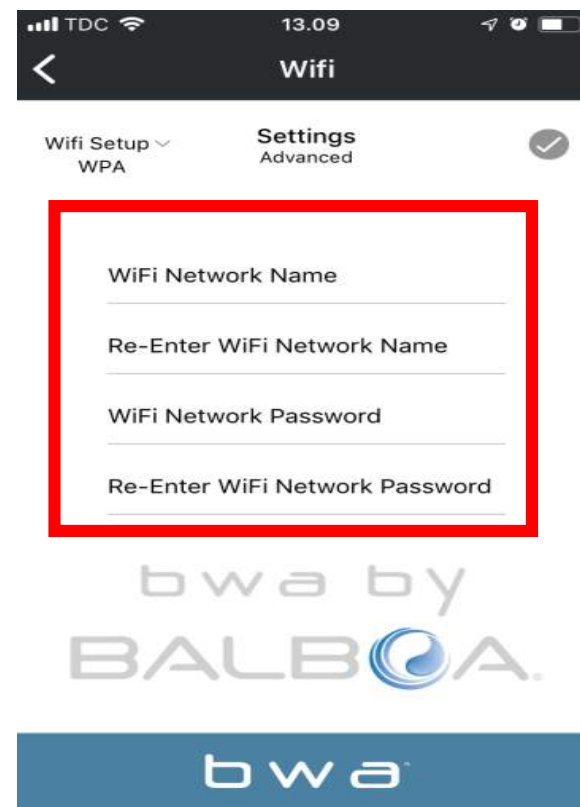 TDC 13.09
Wifi
Wifi Setup
WPA
Settings
Advanced
WiFi Network Name
Re-Enter WiFi Network Name
WiFi Network Password
Re-Enter WiFi Network Password
bwa by
BALBOA.
bwa